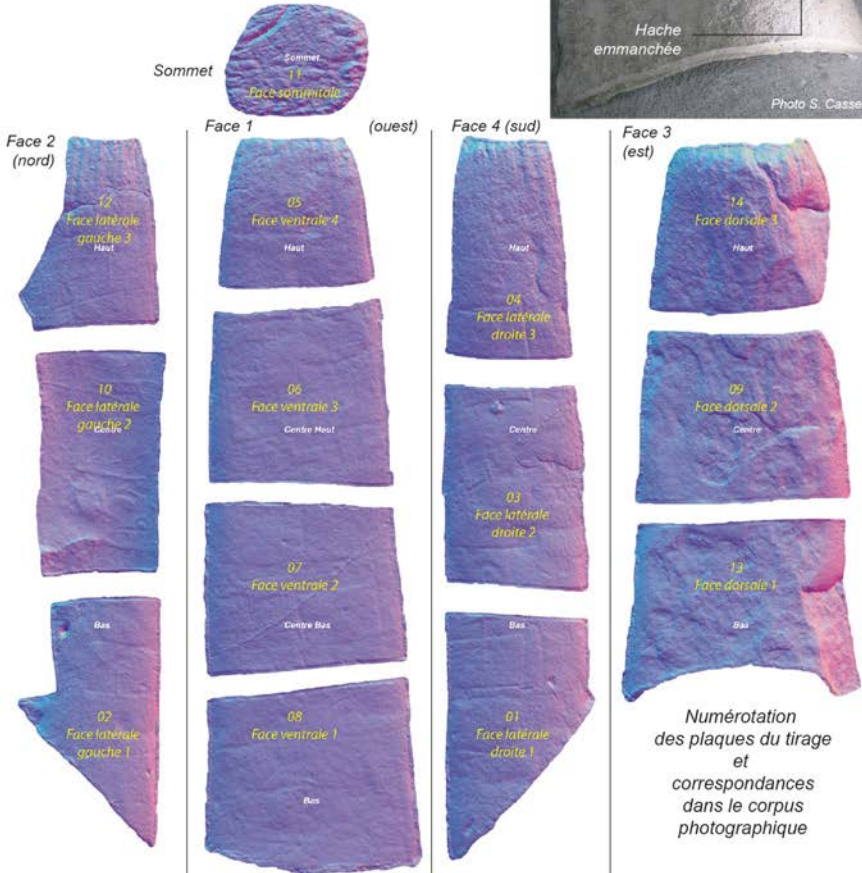 Hache
emmanchée
Photo S. Casse
Sommet
Sommet
11
Face sommitale
Face 2
(nord)
12
Face latérale
gauche 3
Haut
10
Face latérale
gauche 2
Centre
Bas
02
Face latérale
gauche 1
Face 1 (ouest)
05
Face ventrale 4
Haut
06
Face ventrale 3
Centre Haut
07
Face ventrale 2
Centre Bas
08
Face ventrale 1
Bas
Face 4 (sud)
Haut
04
Face latérale
droite 3
Centre
03
Face latérale
droite 2
Bas
01
Face latérale
droite 1
Face 3
(est)
14
Face dorsale 3
Haut
09
Face dorsale 2
Centre
13
Face dorsale 1
Bas
Numérotation
des plaques du tirage
et
correspondances
dans le corpus
photographique